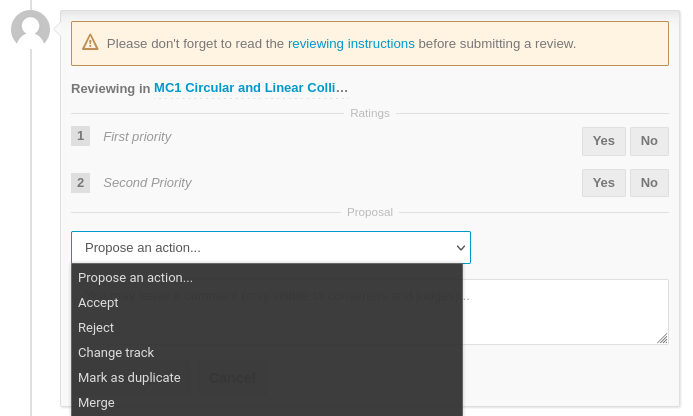 Please don't forget to read the reviewing instructions before submitting a review.
Reviewing in MC1 Circular and Linear Colli...
Ratings
1 First priority Yes No
2 Second Priority Yes No
Proposal
Propose an action...
Propose an action...
Accept
Reject
Change track
Mark as duplicate
Cancel
Merge